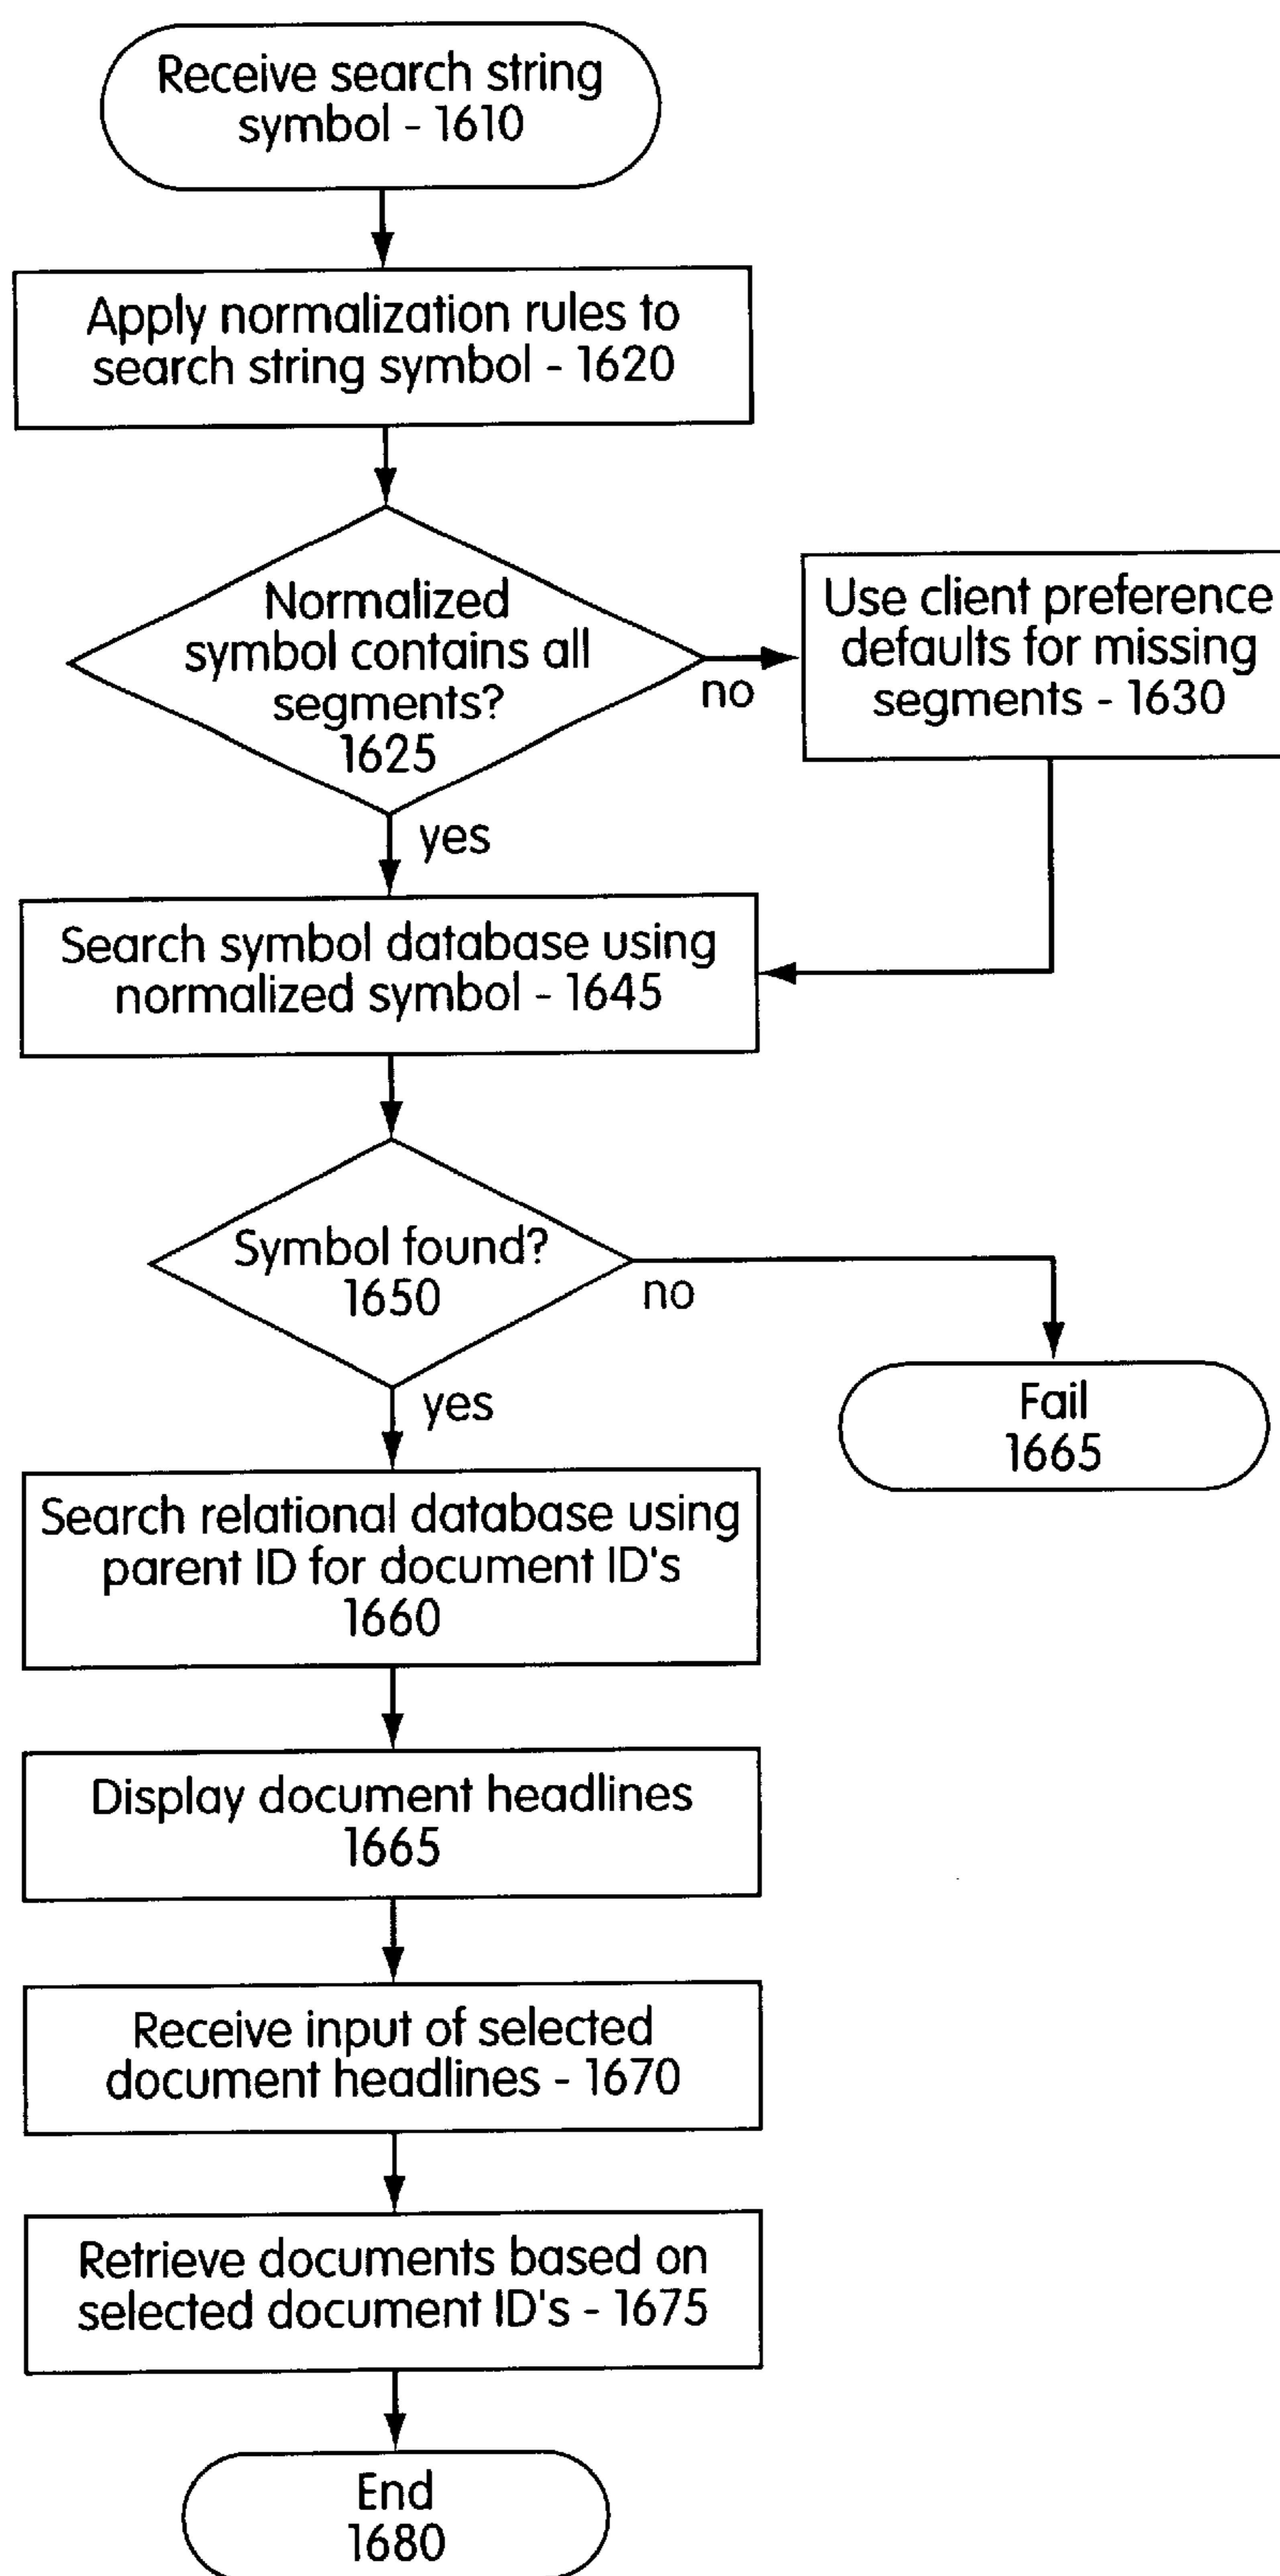 Receive search string
symbol - 1610
Apply normalization rules to
search string symbol - 1620
Normalized
symbol contains all
segments?
1625
no
Use client preference
defaults for missing
segments - 1630
yes
Search symbol database using
normalized symbol - 1645
Symbol found?
1650
no
Fail
1665
yes
Search relational database using
parent ID for document ID's
1660
Display document headlines
1665
Receive input of selected
document headlines - 1670
Retrieve documents based on
selected document ID's - 1675
End
1680